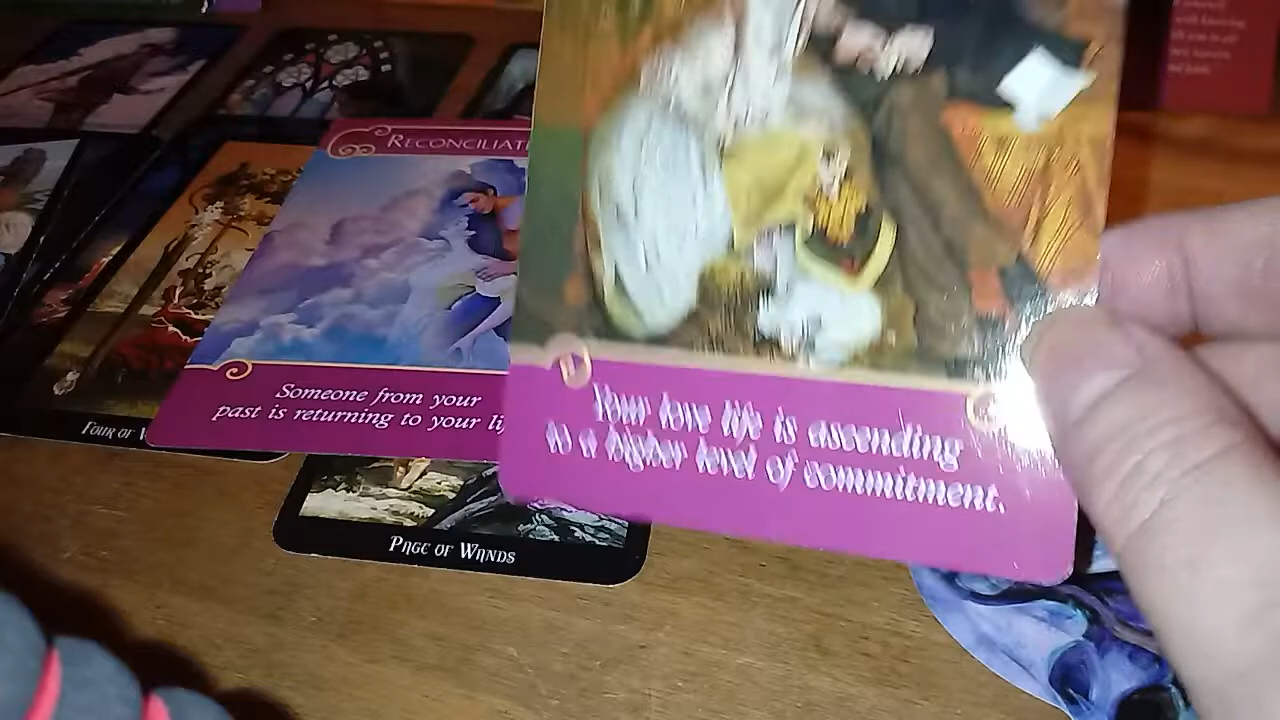 RECONCILIATI
Someone from your
past is returning to your li
Your love life is ascending
to a higher level of commitment.
FOUR OF W
PAGE OF WANDS